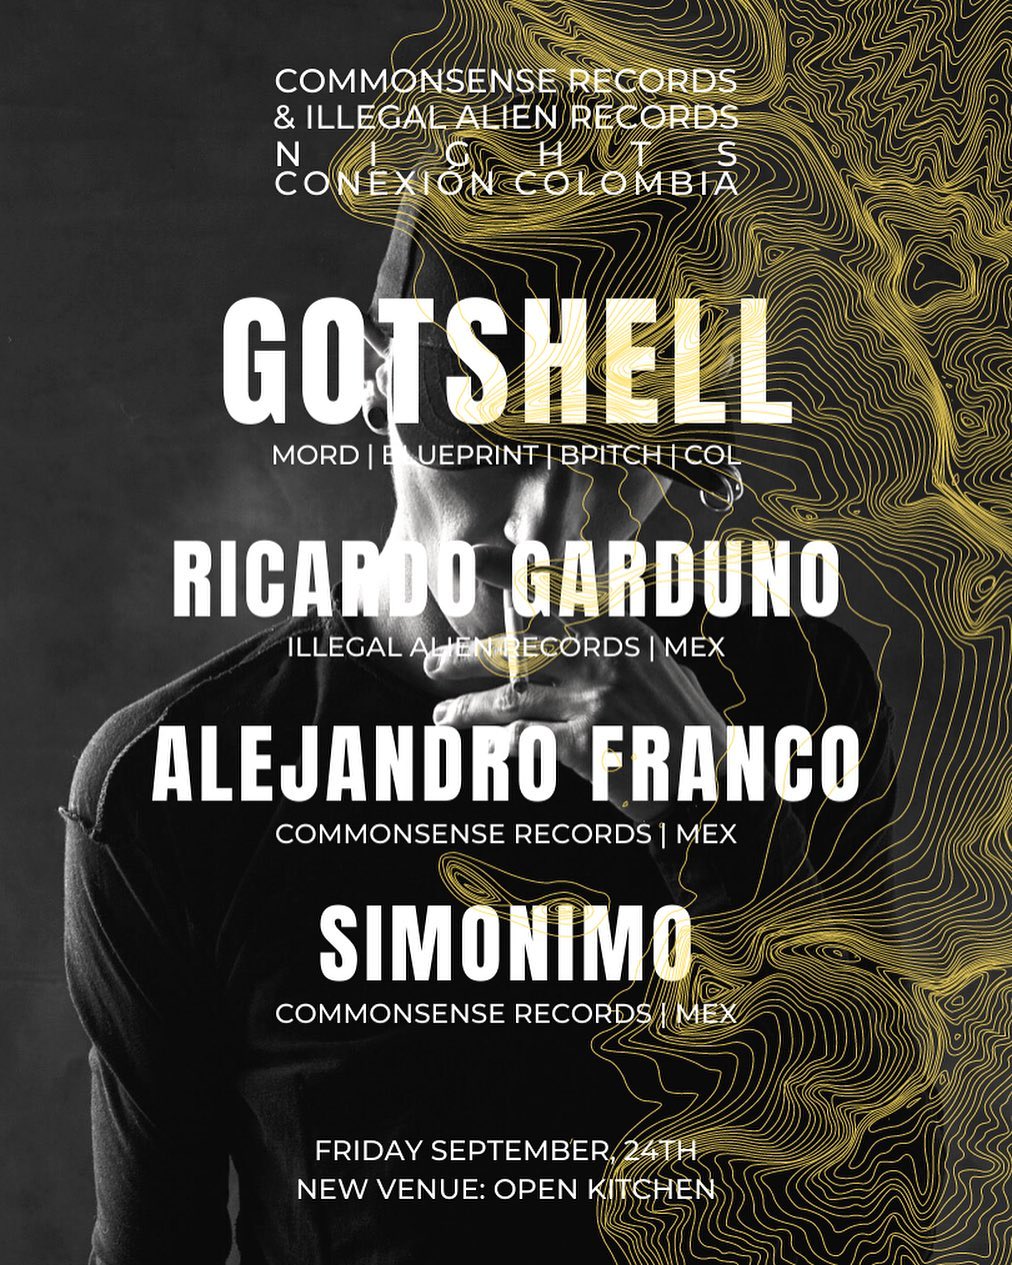 COMMONSENSE RECORDS
& ILLEGAL ALIEN RECORDS
N I G H T S
CONEXIÓN COLOMBIA
GOTSHELL
MORD | BLUEPRINT | BPITCH | COL
RICARDO GARDUNO
ILLEGAL ALIEN RECORDS | MEX
ALEJANDRO FRANCO
COMMONSENSE RECORDS | MEX
SIMONIMO
COMMONSENSE RECORDS | MEX
FRIDAY SEPTEMBER, 24TH
NEW VENUE: OPEN KITCHEN